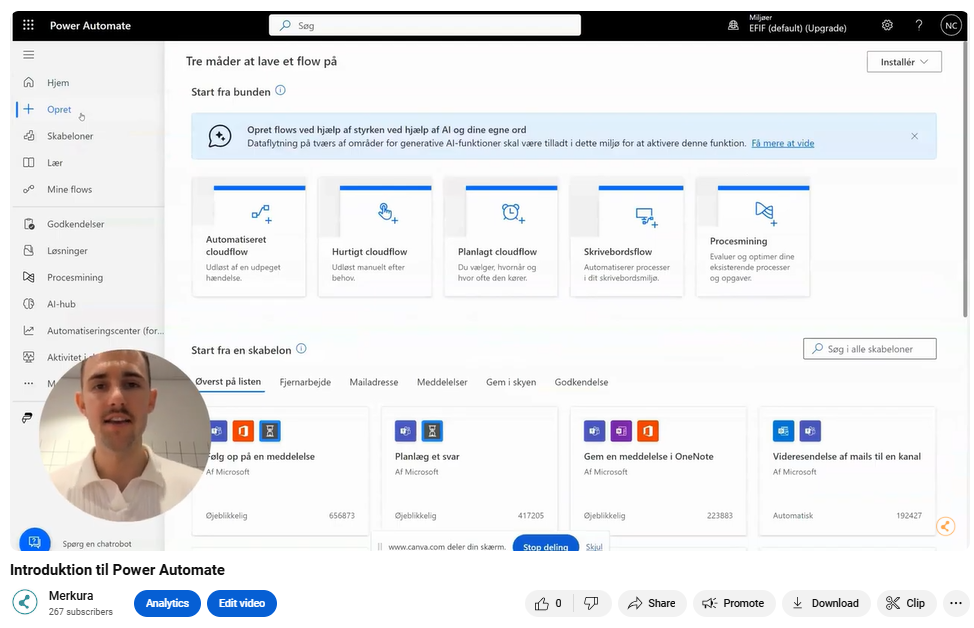 Power Automate
Søg
Miljøer
EFIF (default) (Upgrade)
NC
Tre måder at lave et flow på
Installér
Hjem
Opret
Skabeloner
Lær
Mine flows
Godkendelser
Løsninger
Procesmining
AI-hub
Automatiseringscenter (for...
Aktivitet i
Start fra bunden
Opret flows ved hjælp af styrken ved hjælp af AI og dine egne ord
Dataflytning på tværs af områder for generative AI-funktioner skal være tilladt i dette miljø for at aktivere denne funktion. Få mere at vide
Automatiseret
cloudflow
Udløst af en udpeget
hændelse.
Hurtigt cloudflow
Udløst manuelt efter
behov.
Planlagt cloudflow
Du vælger, hvornår og
hvor ofte den kører.
Skrivebordsflow
Automatiserer processer
i dit skrivebordsmiljø.
Procesmining
Evaluer og optimer dine
eksisterende processer
og opgaver.
Start fra en skabelon
Søg i alle skabeloner
Øverst på listen
Fjernarbejde
Mailadresse
Meddelelser
Gem i skyen
Godkendelse
ølg op på en meddelelse
Af Microsoft
Øjeblikkelig
656873
Planlæg et svar
Af Microsoft
Øjeblikkelig
417205
Gem en meddelelse i OneNote
Af Microsoft
Øjeblikkelig
223883
Videresendelse af mails til en kanal
Af Microsoft
Automatisk
192427
Spørg en chatrobot
www.canva.com deler din skærm.
Stop deling
Skjul
Introduktion til Power Automate
Merkura
267 subscribers
Analytics
Edit video
0
Share
Promote
Download
Clip